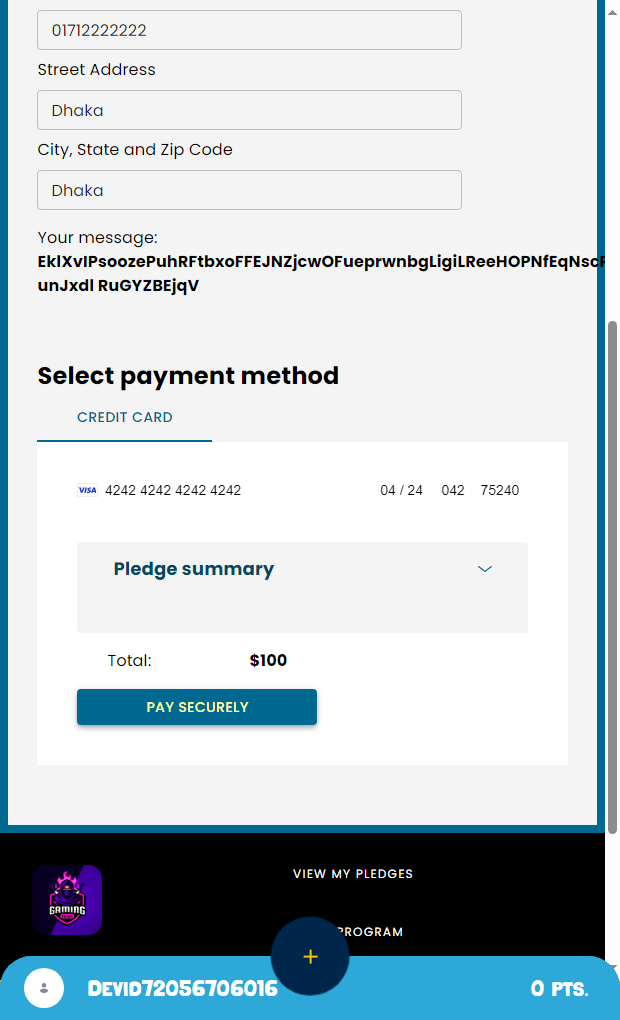 01712222222
Street Address
Dhaka
City, State and Zip Code
Dhaka
Your message:
EklXvIPsoozePuhRFtbxoFFEJNZjcwOFueprwnbgLigiLReeHOPNfEqNscF
unJxdl RuGYZBEjqV
Select payment method
CREDIT CARD
VISA 4242 4242 4242 4242 04 / 24 042 75240
Pledge summary
Total: $100
PAY SECURELY
VIEW MY PLEDGES
GAMING
PROGRAM
+
Devid72056706016 0 PTS.